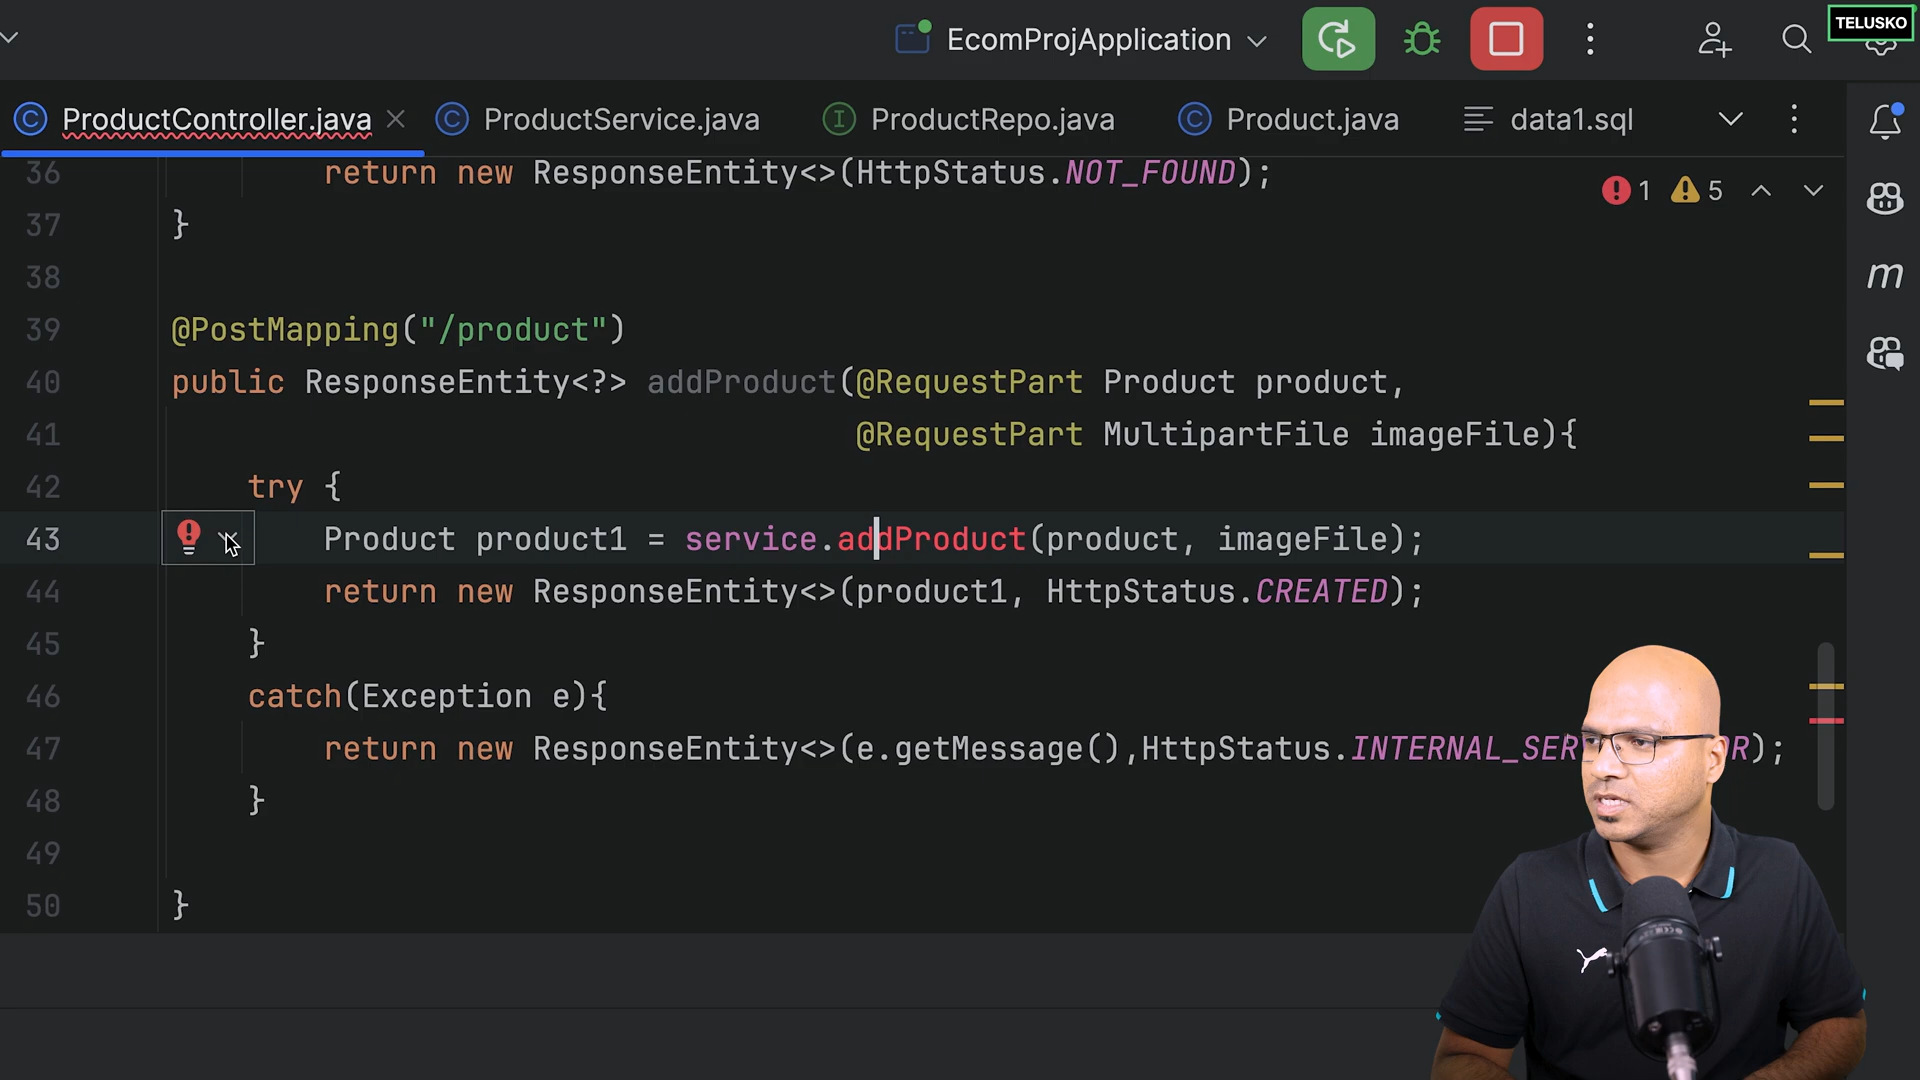 EcomProjApplication
TELUSKO
ProductController.java
ProductService.java
ProductRepo.java
Product.java
data1.sql
1
5
36 return new ResponseEntity<>(HttpStatus.NOT_FOUND);
37 }
38
39 @PostMapping("/product")
40 public ResponseEntity<?> addProduct(@RequestPart Product product,
41 @RequestPart MultipartFile imageFile){
42 try {
43 Product product1 = service.addProduct(product, imageFile);
44 return new ResponseEntity<>(product1, HttpStatus.CREATED);
45 }
46 catch(Exception e){
47 return new ResponseEntity<>(e.getMessage(),HttpStatus.INTERNAL_SER R);
48 }
49
50 }
m